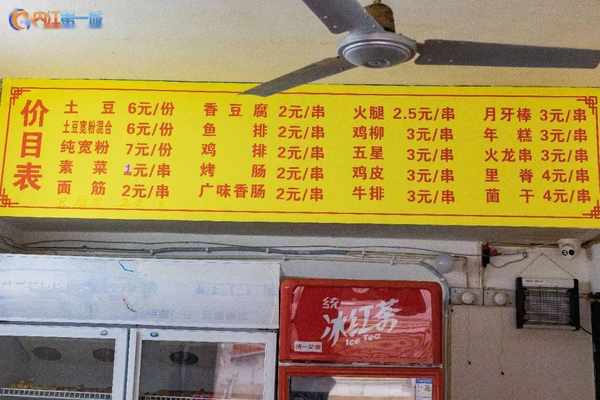 内江第一城
价目表
土豆 6元/份
土豆宽粉混合 6元/份
纯宽粉 7元/份
素菜 1元/串
面筋 2元/串
香豆腐 2元/串
鱼排 2元/串
鸡排 2元/串
烤肠 2元/串
广味香肠 2元/串
火腿 2.5元/串
鸡柳 3元/串
五星 3元/串
鸡皮 3元/串
牛排 3元/串
月牙棒 3元/串
年糕 3元/串
火龙串 3元/串
里脊 4元/串
菌干 4元/串
统一
冰红茶
Ice Tea